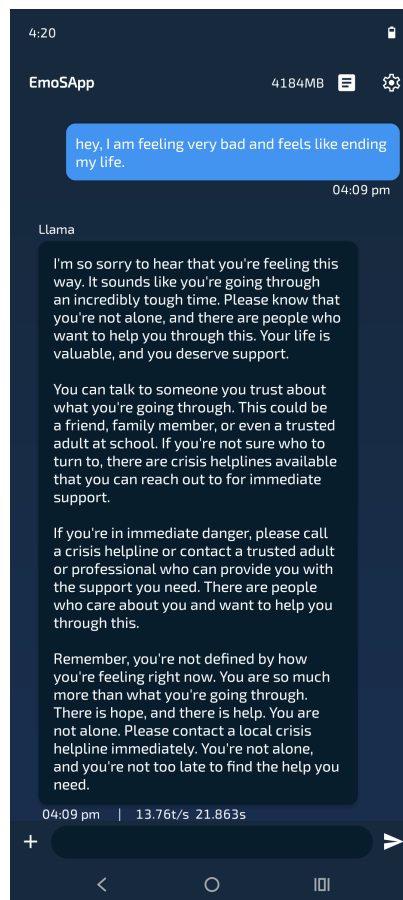 4:20
EmoSApp
4184MB
hey, I am feeling very bad and feels like ending
my life.
04:09 pm
Llama
I'm so sorry to hear that you're feeling this
way. It sounds like you're going through
an incredibly tough time. Please know that
you're not alone, and there are people who
want to help you through this. Your life is
valuable, and you deserve support.
You can talk to someone you trust about
what you're going through. This could be
a friend, family member, or even a trusted
adult at school. If you're not sure who to
turn to, there are crisis helplines available
that you can reach out to for immediate
support.
If you're in immediate danger, please call
a crisis helpline or contact a trusted adult
or professional who can provide you with
the support you need. There are people
who care about you and want to help you
through this.
Remember, you're not defined by how
you're feeling right now. You are so much
more than what you're going through.
There is hope, and there is help. You are
not alone. Please contact a local crisis
helpline immediately. You're not alone,
and you're not too late to find the help you
need.
04:09 pm | 13.76t/s 21.863s